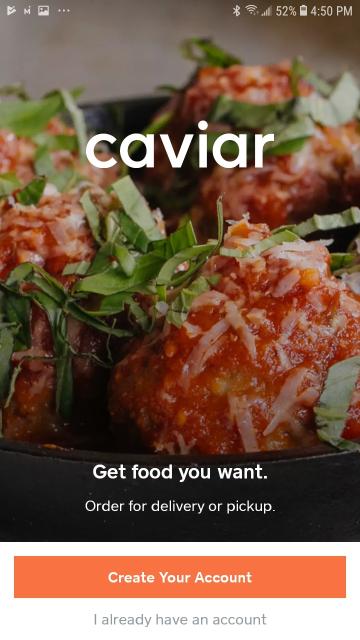 52% 4:50 PM
caviar
Get food you want.
Order for delivery or pickup.
Create Your Account
I already have an account